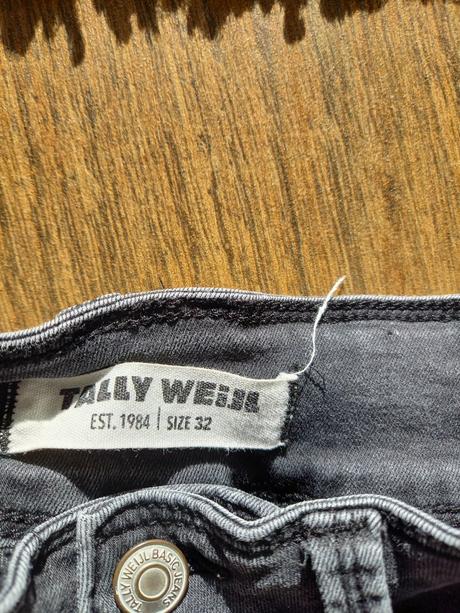 TALLY WEiJL
EST. 1984 | SIZE 32
TALLY WEIJL BASIC JEANS